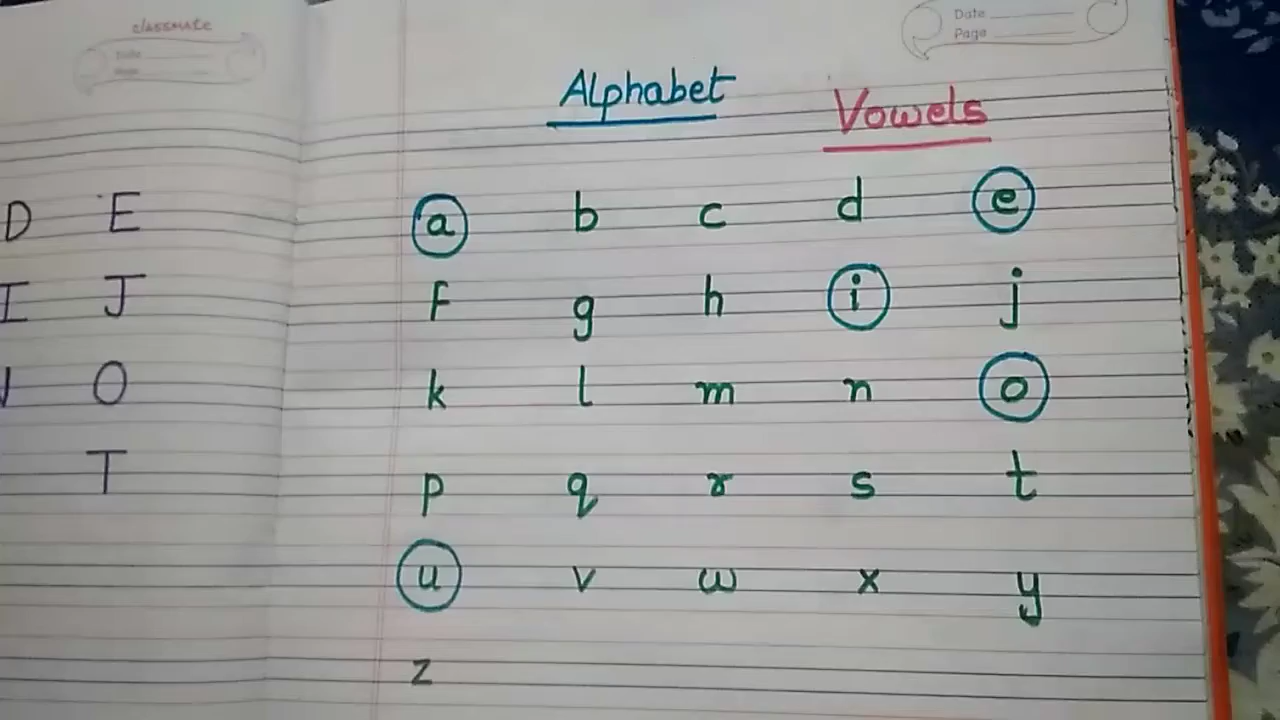 classmate
Date
Page
D E
I J
O
T
Date
Page
Alphabet Vowels
a b c d e
f g h i j
k l m n o
p q r s t
u v w x y
z